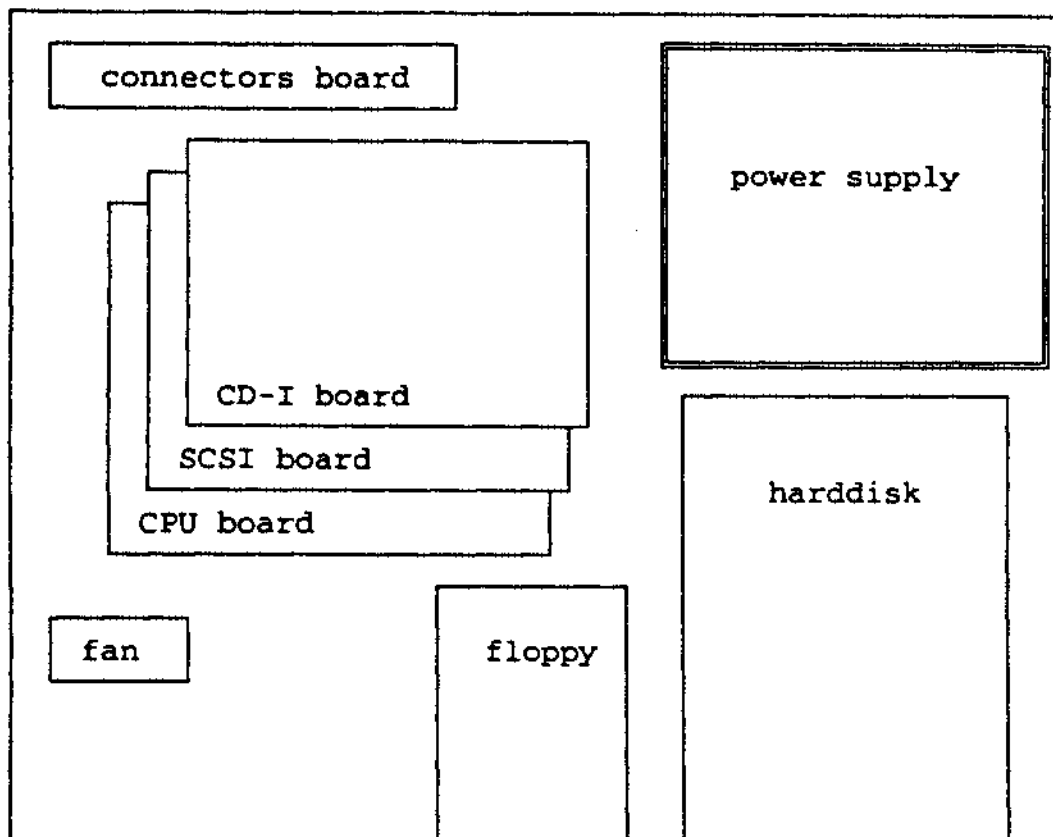 connectors board
power supply
CD-I board
SCSI board
harddisk
CPU board
fan
floppy